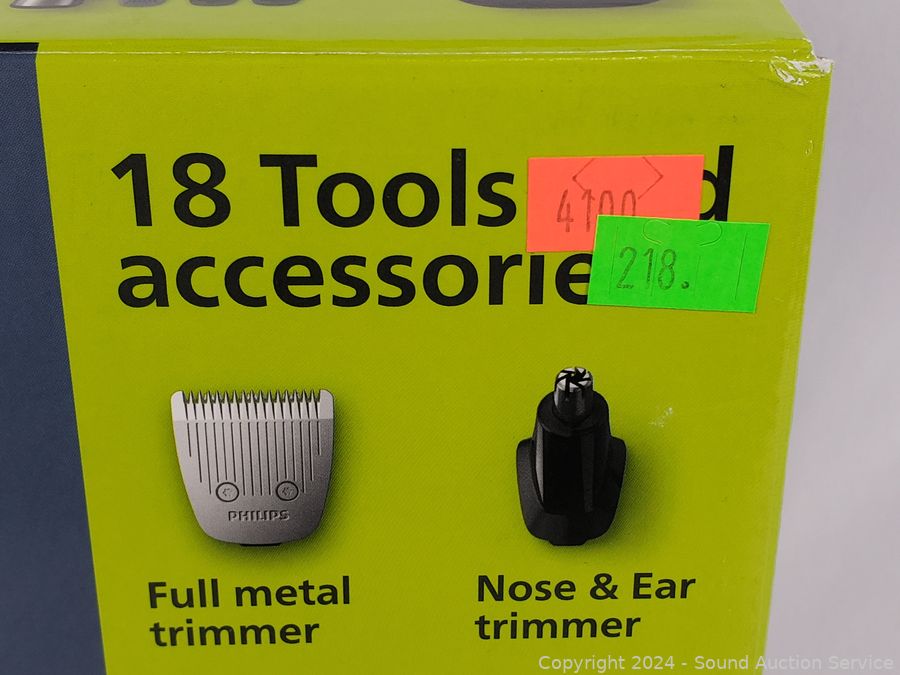 18 Tools
4100
accessorie
218.
PHILIPS
Full metal
trimmer
Nose & Ear
trimmer
Copyright 2024 - Sound Auction Service